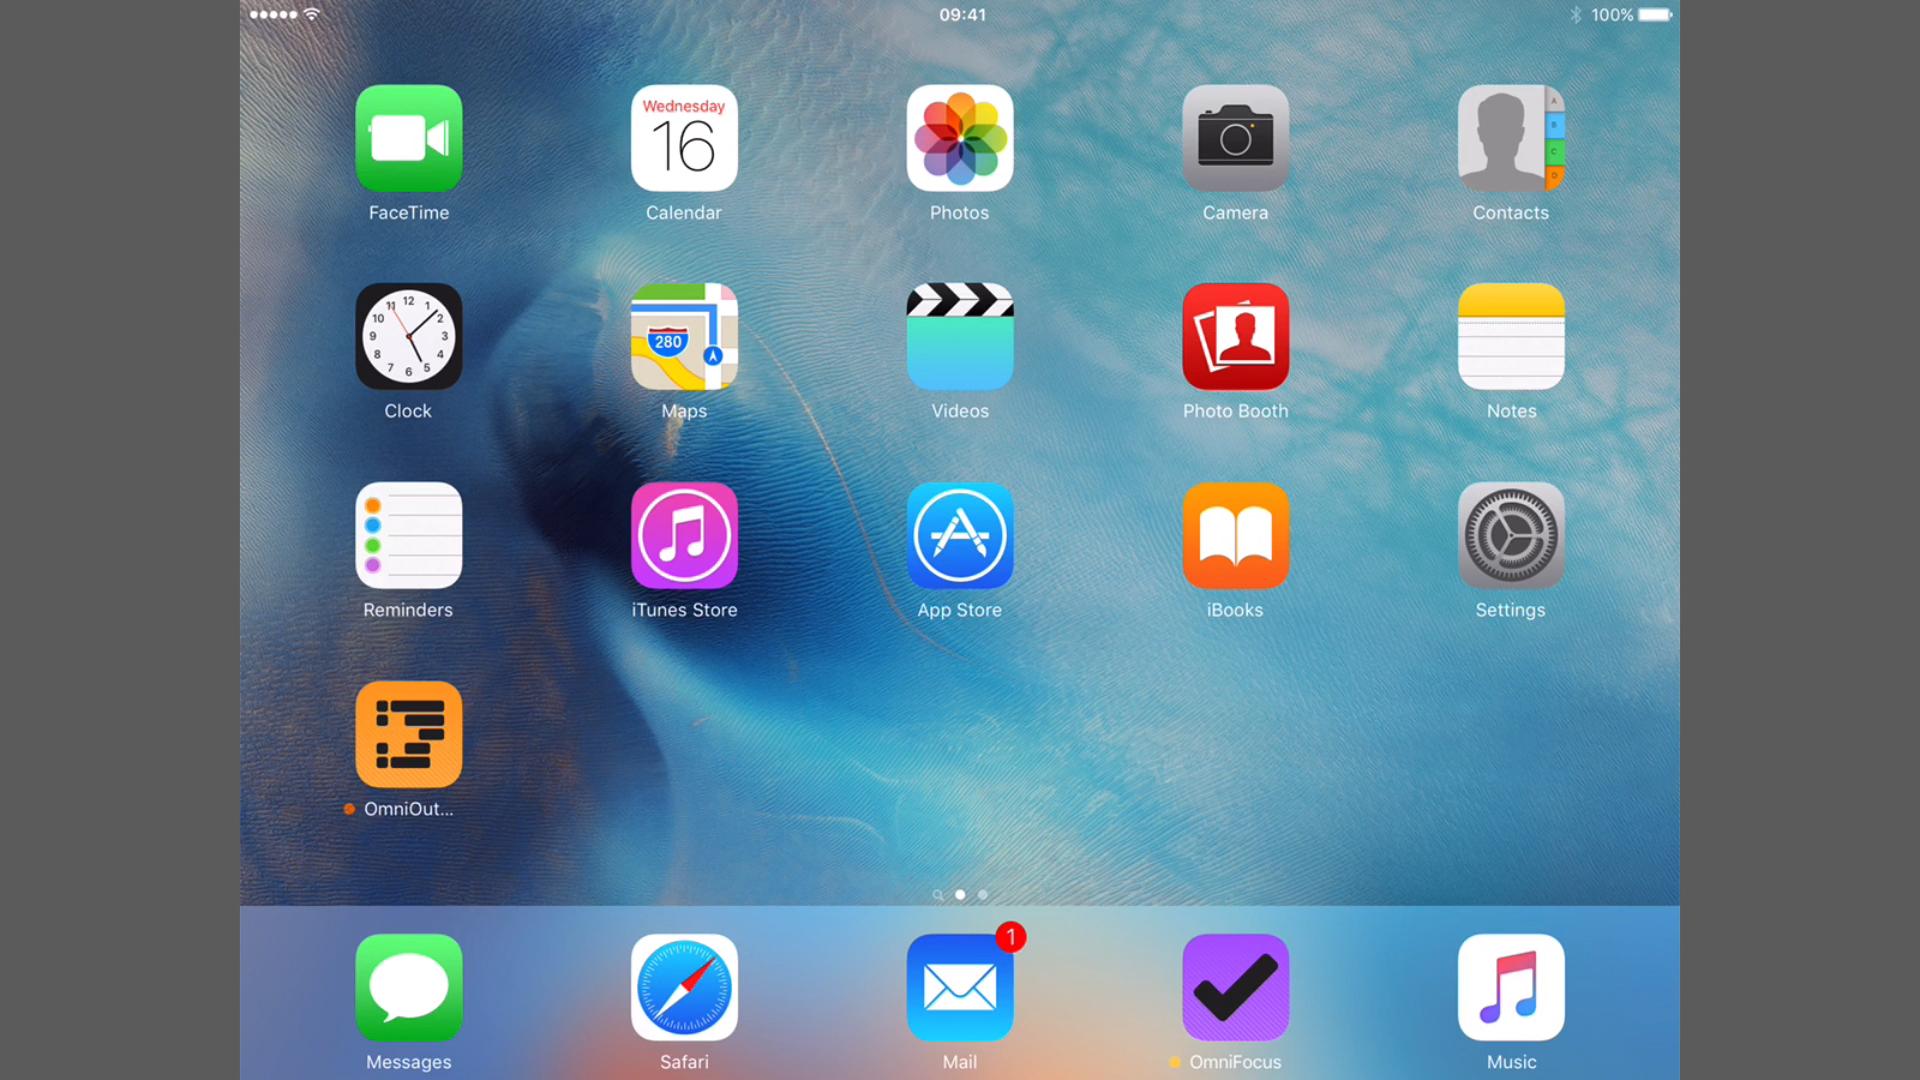 09:41
100%
Wednesday
16
A
B
C
D
FaceTime
Calendar
Photos
Camera
Contacts
12
11
1
10
2
9
3
8
4
7
6
5
280
Clock
Maps
Videos
Photo Booth
Notes
Reminders
iTunes Store
App Store
iBooks
Settings
OmniOut...
1
Messages
Safari
Mail
OmniFocus
Music